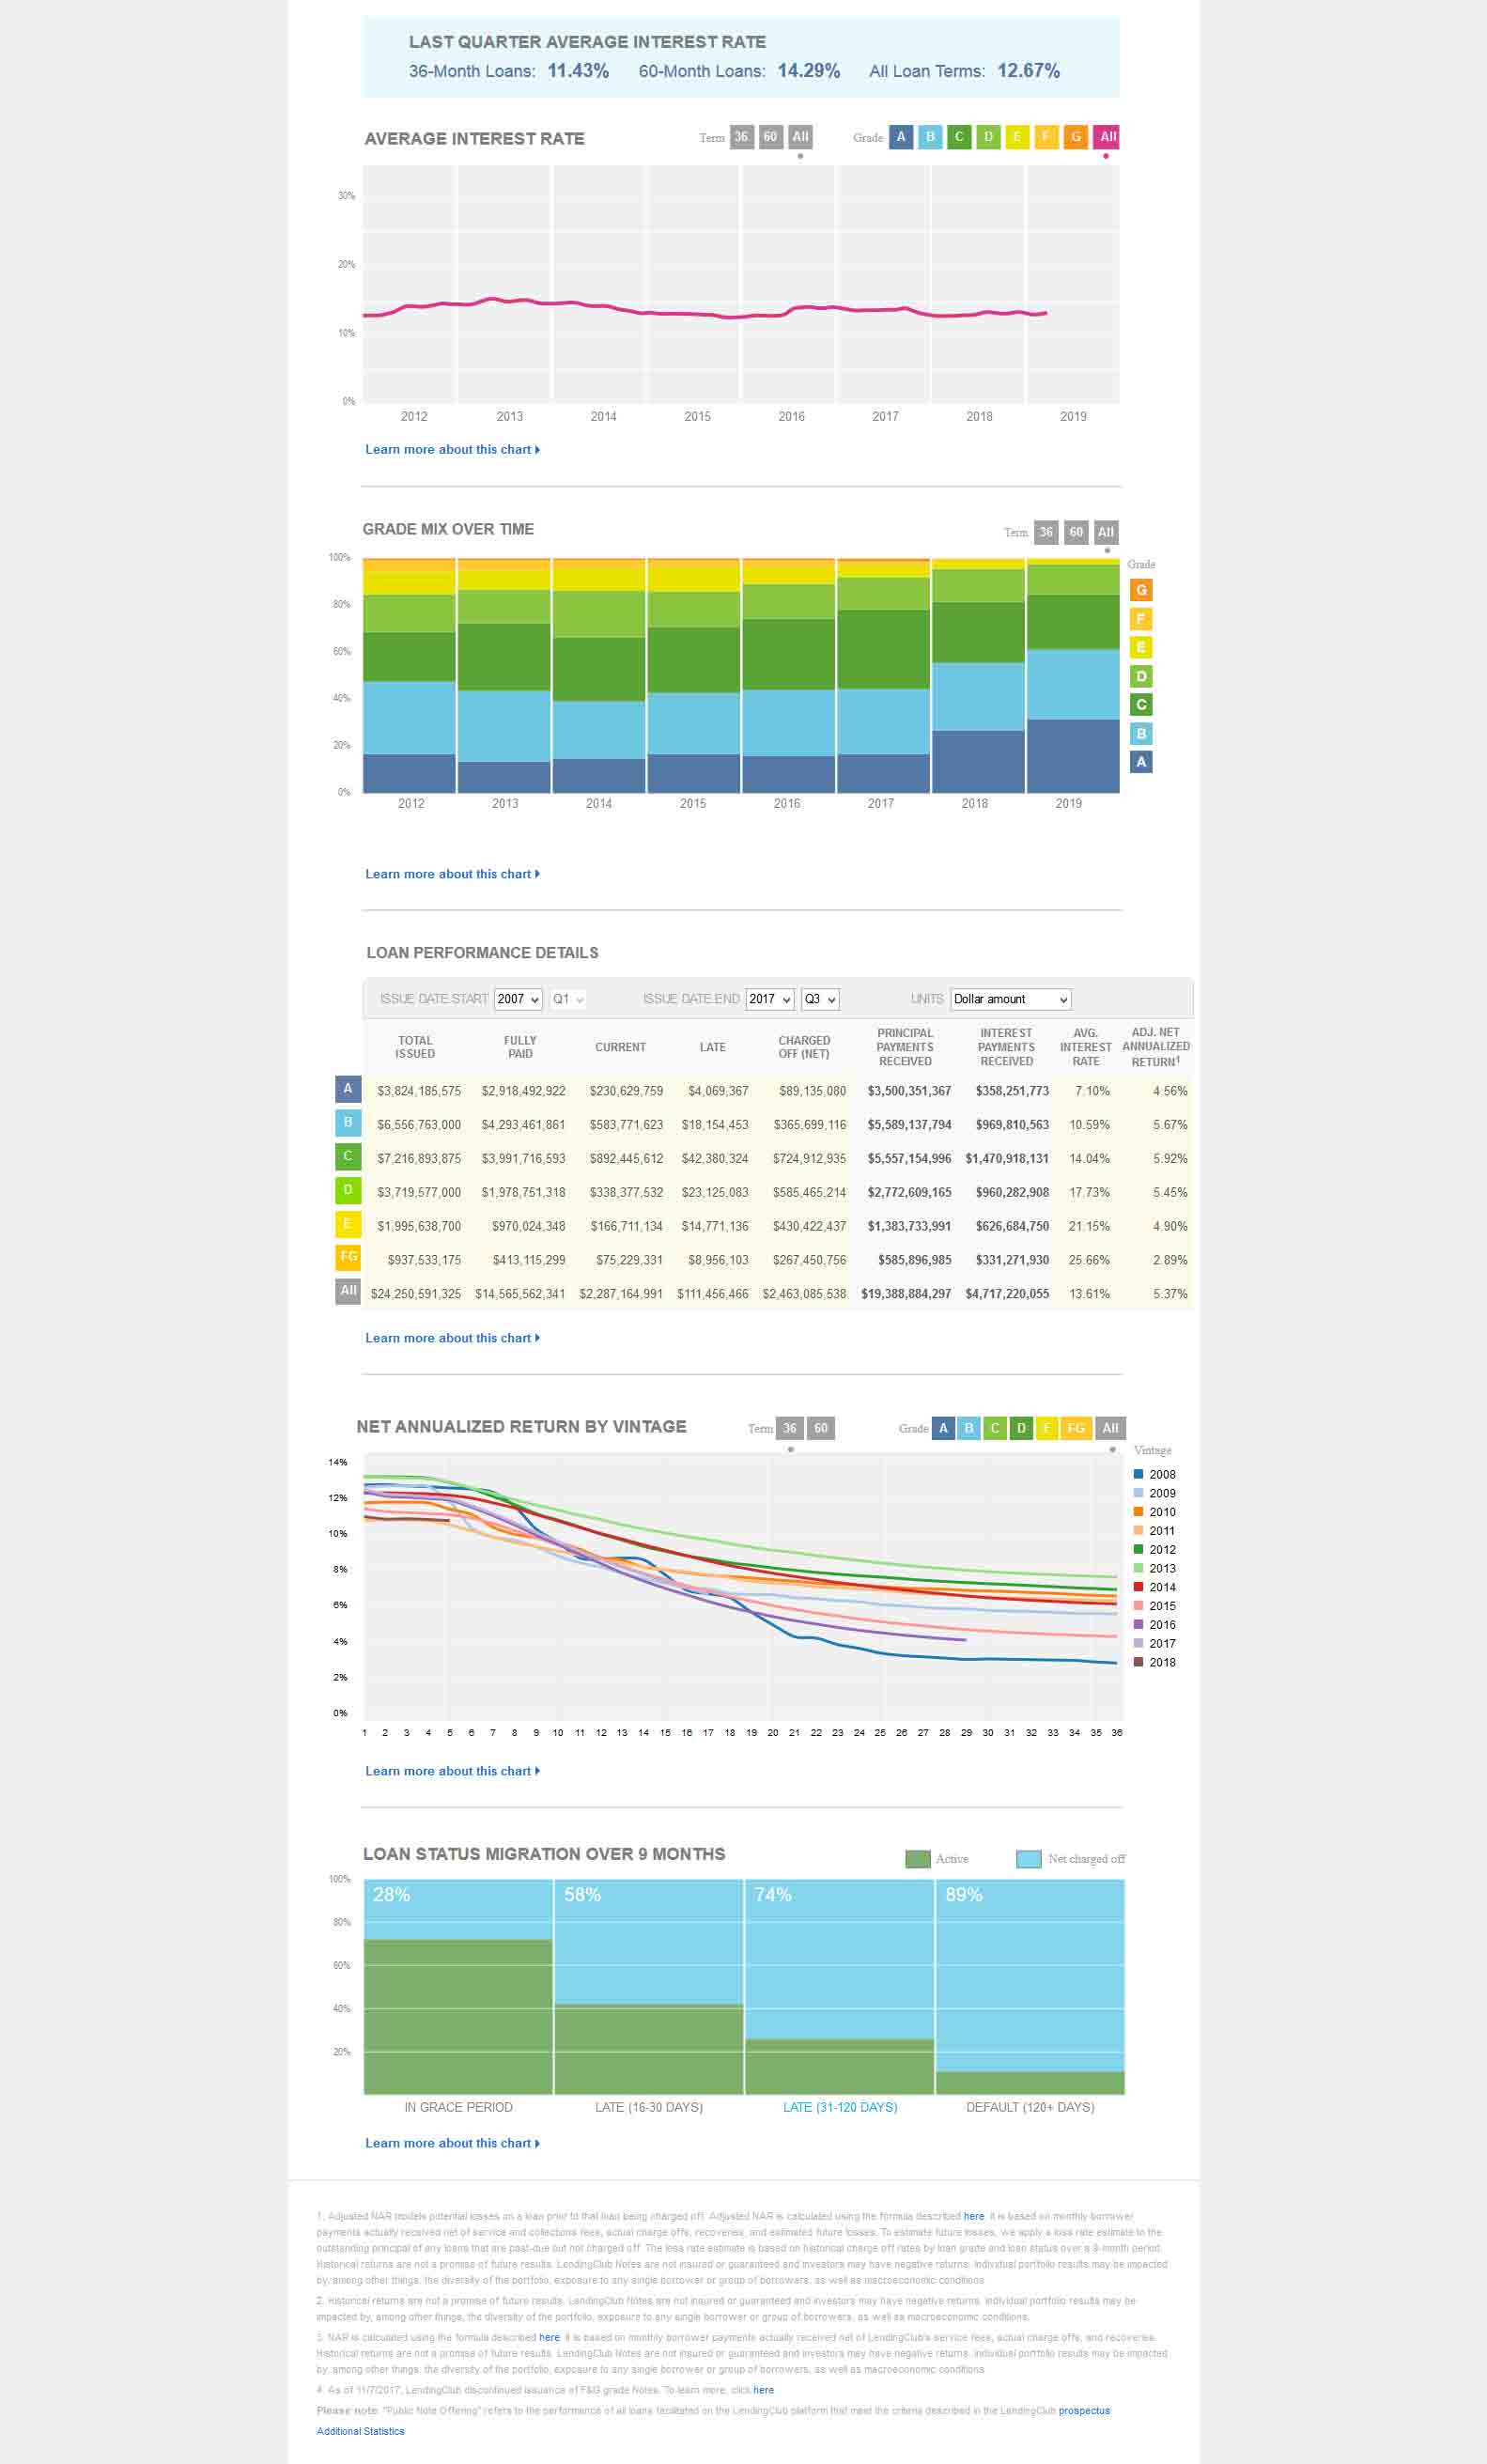 LAST QUARTER AVERAGE INTEREST RATE
36-Month Loans: 11.43% 60-Month Loans: 14.29% All Loan Terms: 12.67%
AVERAGE INTEREST RATE Term 36 60 All Grade A B C D E F G All
30%
20%
10%
0%
2012 2013 2014 2015 2016 2017 2018 2019
Learn more about this chart
GRADE MIX OVER TIME Term 36 60 All
Grade
100%
80%
60%
40%
20%
0%
G
F
E
D
C
B
A
2012 2013 2014 2015 2016 2017 2018 2019
Learn more about this chart
LOAN PERFORMANCE DETAILS
ISSUE DATE START 2007 Q1 ISSUE DATE END 2017 Q3 UNITS Dollar amount
TOTAL ISSUED FULLY PAID CURRENT LATE CHARGED OFF (NET) PRINCIPAL PAYMENTS RECEIVED INTEREST PAYMENTS RECEIVED AVG. INTEREST RATE ADJ. NET ANNUALIZED RETURN1
A $3,824,185,575 $2,918,492,922 $230,629,759 $4,069,367 $89,135,080 $3,500,351,367 $358,251,773 7.10% 4.56%
B $6,556,763,000 $4,293,461,861 $583,771,623 $18,154,453 $365,699,116 $5,589,137,794 $969,810,563 10.59% 5.67%
C $7,216,893,875 $3,991,716,593 $892,445,612 $42,380,324 $724,912,935 $5,557,154,996 $1,470,918,131 14.04% 5.92%
D $3,719,577,000 $1,978,751,318 $338,377,532 $23,125,083 $585,465,214 $2,772,609,165 $960,282,908 17.73% 5.45%
E $1,995,638,700 $970,024,348 $166,711,134 $14,771,136 $430,422,437 $1,383,733,991 $626,684,750 21.15% 4.90%
FG $937,533,175 $413,115,299 $75,229,331 $8,956,103 $267,450,756 $585,896,985 $331,271,930 25.66% 2.89%
All $24,250,591,325 $14,565,562,341 $2,287,164,991 $111,456,466 $2,463,085,538 $19,388,884,297 $4,717,220,055 13.61% 5.37%
Learn more about this chart
NET ANNUALIZED RETURN BY VINTAGE Term 36 60 Grade A B C D E FG All
Vintage
14%
12%
10%
8%
6%
4%
2%
0%
2008
2009
2010
2011
2012
2013
2014
2015
2016
2017
2018
1 2 3 4 5 6 7 8 9 10 11 12 13 14 15 16 17 18 19 20 21 22 23 24 25 26 27 28 29 30 31 32 33 34 35 36
Learn more about this chart
LOAN STATUS MIGRATION OVER 9 MONTHS Active Net charged off
100%
80%
60%
40%
20%
28% 58% 74% 89%
IN GRACE PERIOD LATE (16-30 DAYS) LATE (31-120 DAYS) DEFAULT (120+ DAYS)
Learn more about this chart
1. Adjusted NAR models potential losses on a loan prior to that loan being charged off. Adjusted NAR is calculated using the formula described here. It is based on monthly borrower
payments actually received net of service and collections fees, actual charge offs, recoveries, and estimated future losses. To estimate future losses, we apply a loss rate estimate to the
outstanding principal of any loans that are past-due but not charged off. The loss rate estimate is based on historical charge off rates by loan grade and loan status over a 9-month period.
Historical returns are not a promise of future results. LendingClub Notes are not insured or guaranteed and investors may have negative returns. Individual portfolio results may be impacted
by, among other things, the diversity of the portfolio, exposure to any single borrower or group of borrowers, as well as macroeconomic conditions.
2. Historical returns are not a promise of future results. LendingClub Notes are not insured or guaranteed and investors may have negative returns. Individual portfolio results may be
impacted by, among other things, the diversity of the portfolio, exposure to any single borrower or group of borrowers, as well as macroeconomic conditions.
3. NAR is calculated using the formula described here. It is based on monthly borrower payments actually received net of LendingClub's service fees, actual charge offs, and recoveries.
Historical returns are not a promise of future results. LendingClub Notes are not insured or guaranteed and investors may have negative returns. Individual portfolio results may be impacted
by, among other things, the diversity of the portfolio, exposure to any single borrower or group of borrowers, as well as macroeconomic conditions.
4. As of 11/7/2017, LendingClub discontinued issuance of F&G grade Notes. To learn more, click here.
Please note: "Public Note Offering" refers to the performance of all loans facilitated on the LendingClub platform that meet the criteria described in the LendingClub prospectus
Additional Statistics